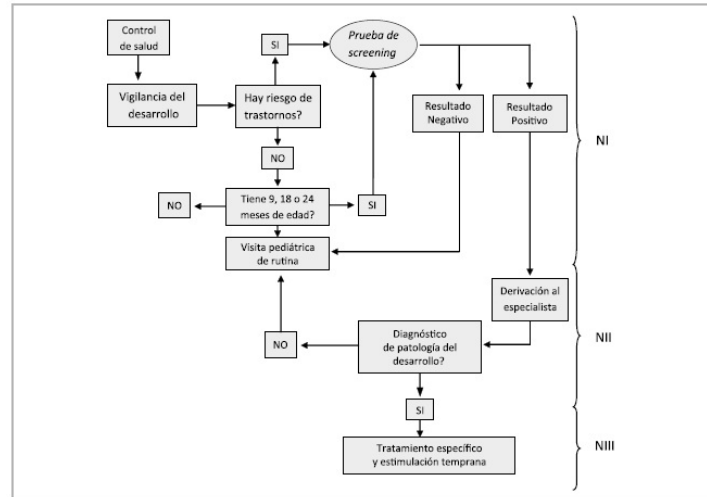 Control
de salud
SI
Prueba de
screening
Vigilancia del
desarrollo
Hay riesgo de
trastornos?
Resultado
Negativo
Resultado
Positivo
NI
NO
NO
Tiene 9, 18 o 24
meses de edad?
SI
Visita pediátrica
de rutina
Derivación al
especialista
NO
Diagnóstico
de patología del
desarrollo?
NII
SI
Tratamiento específico
y estimulación temprana
NIII